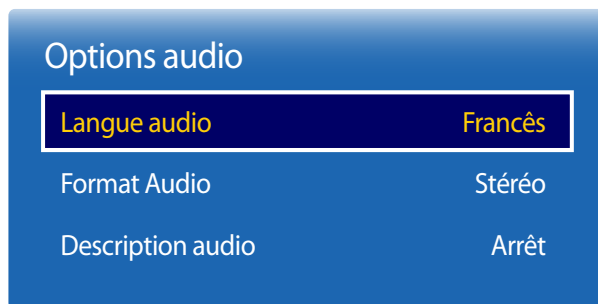 Options audio
Langue audio Francês
Format Audio Stéréo
Description audio Arrêt